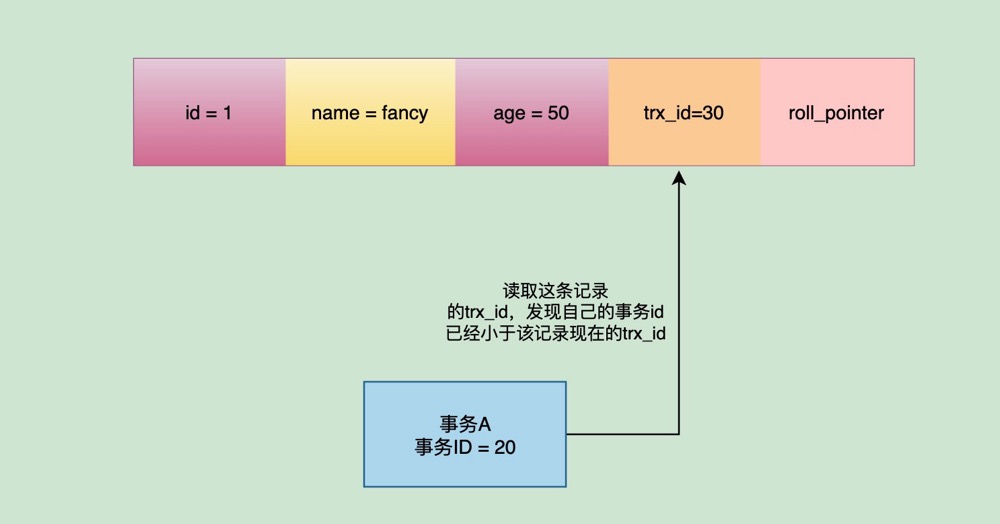 id = 1 name = fancy age = 50 trx_id=30 roll_pointer
读取这条记录
的trx_id，发现自己的事务id
已经小于该记录现在的trx_id
事务A
事务ID = 20